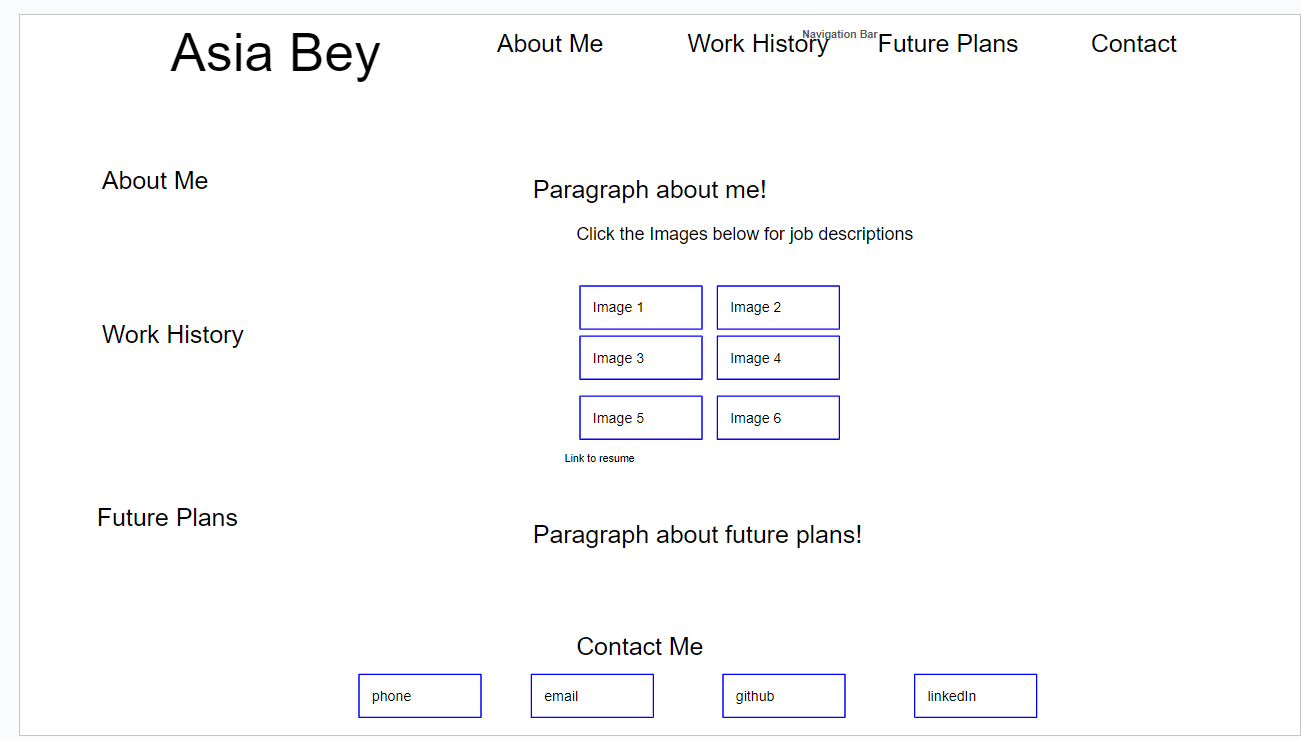 Asia Bey
About Me
Work History
Navigation Bar
Future Plans
Contact
About Me
Paragraph about me!
Click the Images below for job descriptions
Work History
Image 1
Image 2
Image 3
Image 4
Image 5
Image 6
Link to resume
Future Plans
Paragraph about future plans!
Contact Me
phone
email
github
linkedIn